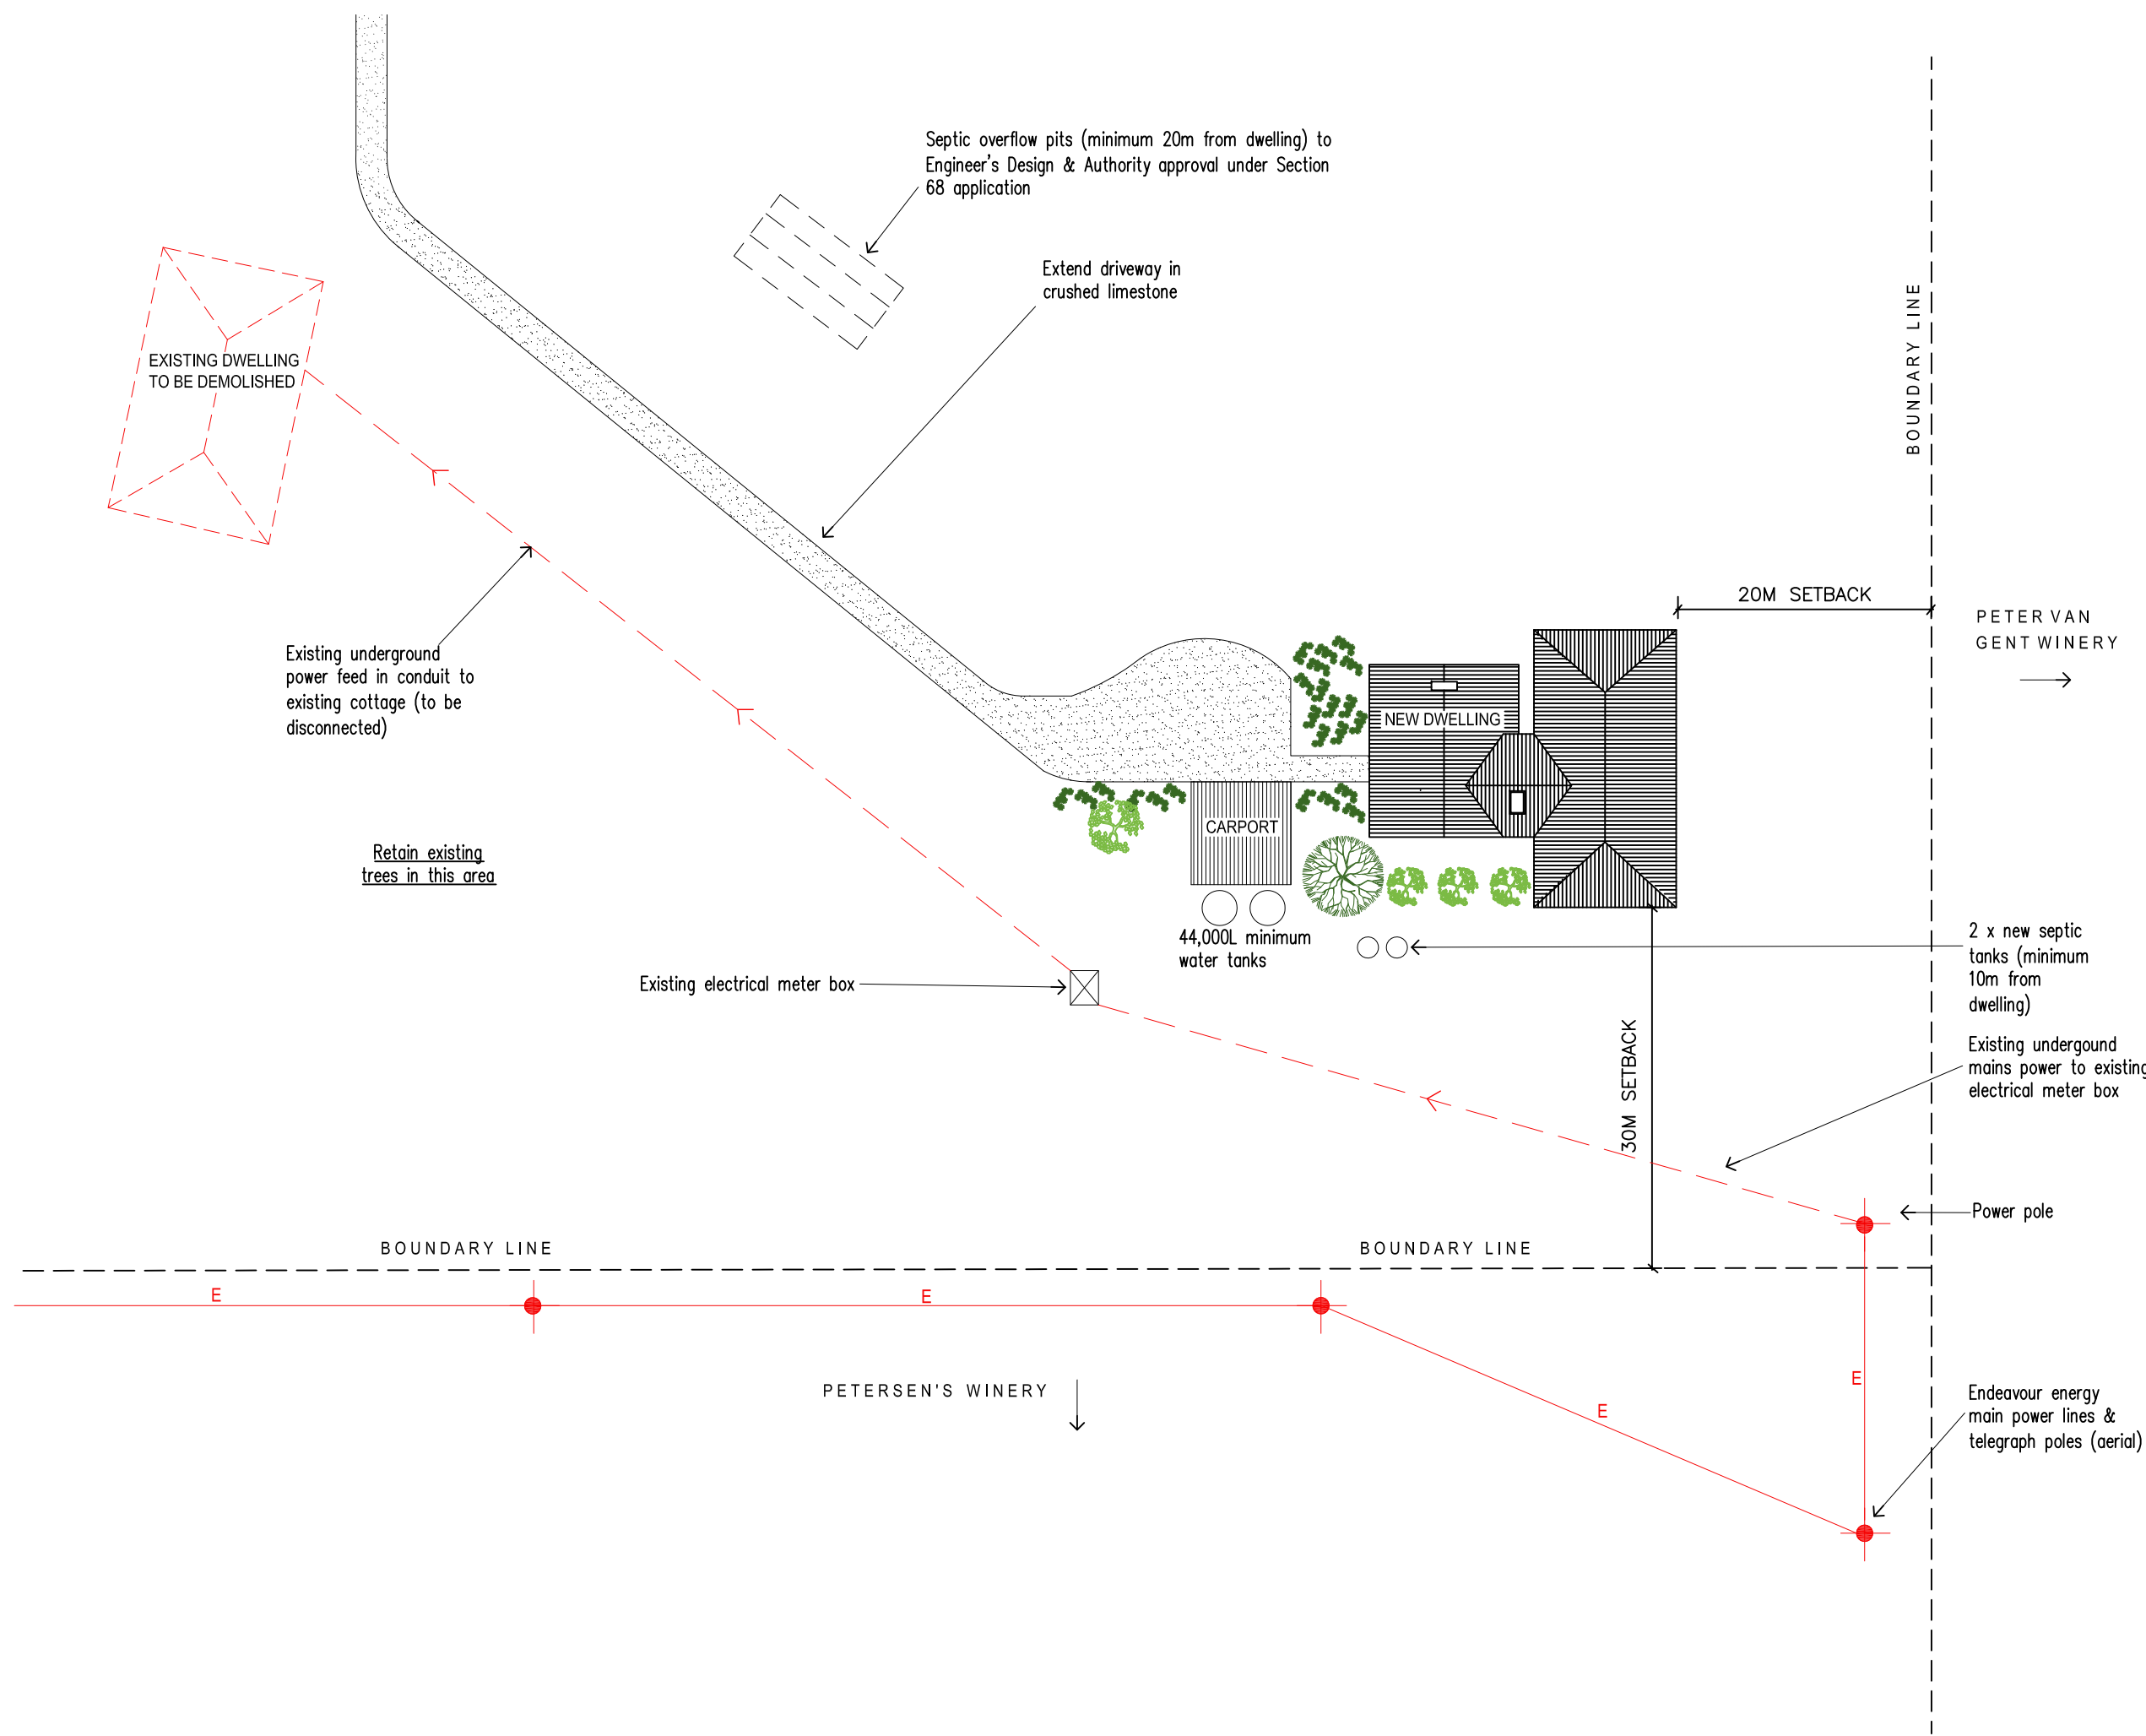 Septic overflow pits (minimum 20m from dwelling) to
Engineer's Design & Authority approval under Section
68 application
Extend driveway in
crushed limestone
BOUNDARY LINE
EXISTING DWELLING
TO BE DEMOLISHED
20M SETBACK
PETER VAN
GENT WINERY
Existing underground
power feed in conduit to
existing cottage (to be
disconnected)
NEW DWELLING
CARPORT
Retain existing
trees in this area
44,000L minimum
water tanks
2 x new septic
tanks (minimum
10m from
dwelling)
Existing electrical meter box
30M SETBACK
Existing undergound
mains power to existing
electrical meter box
Power pole
BOUNDARY LINE
BOUNDARY LINE
E
E
E
E
PETERSEN'S WINERY
Endeavour energy
main power lines &
telegraph poles (aerial)